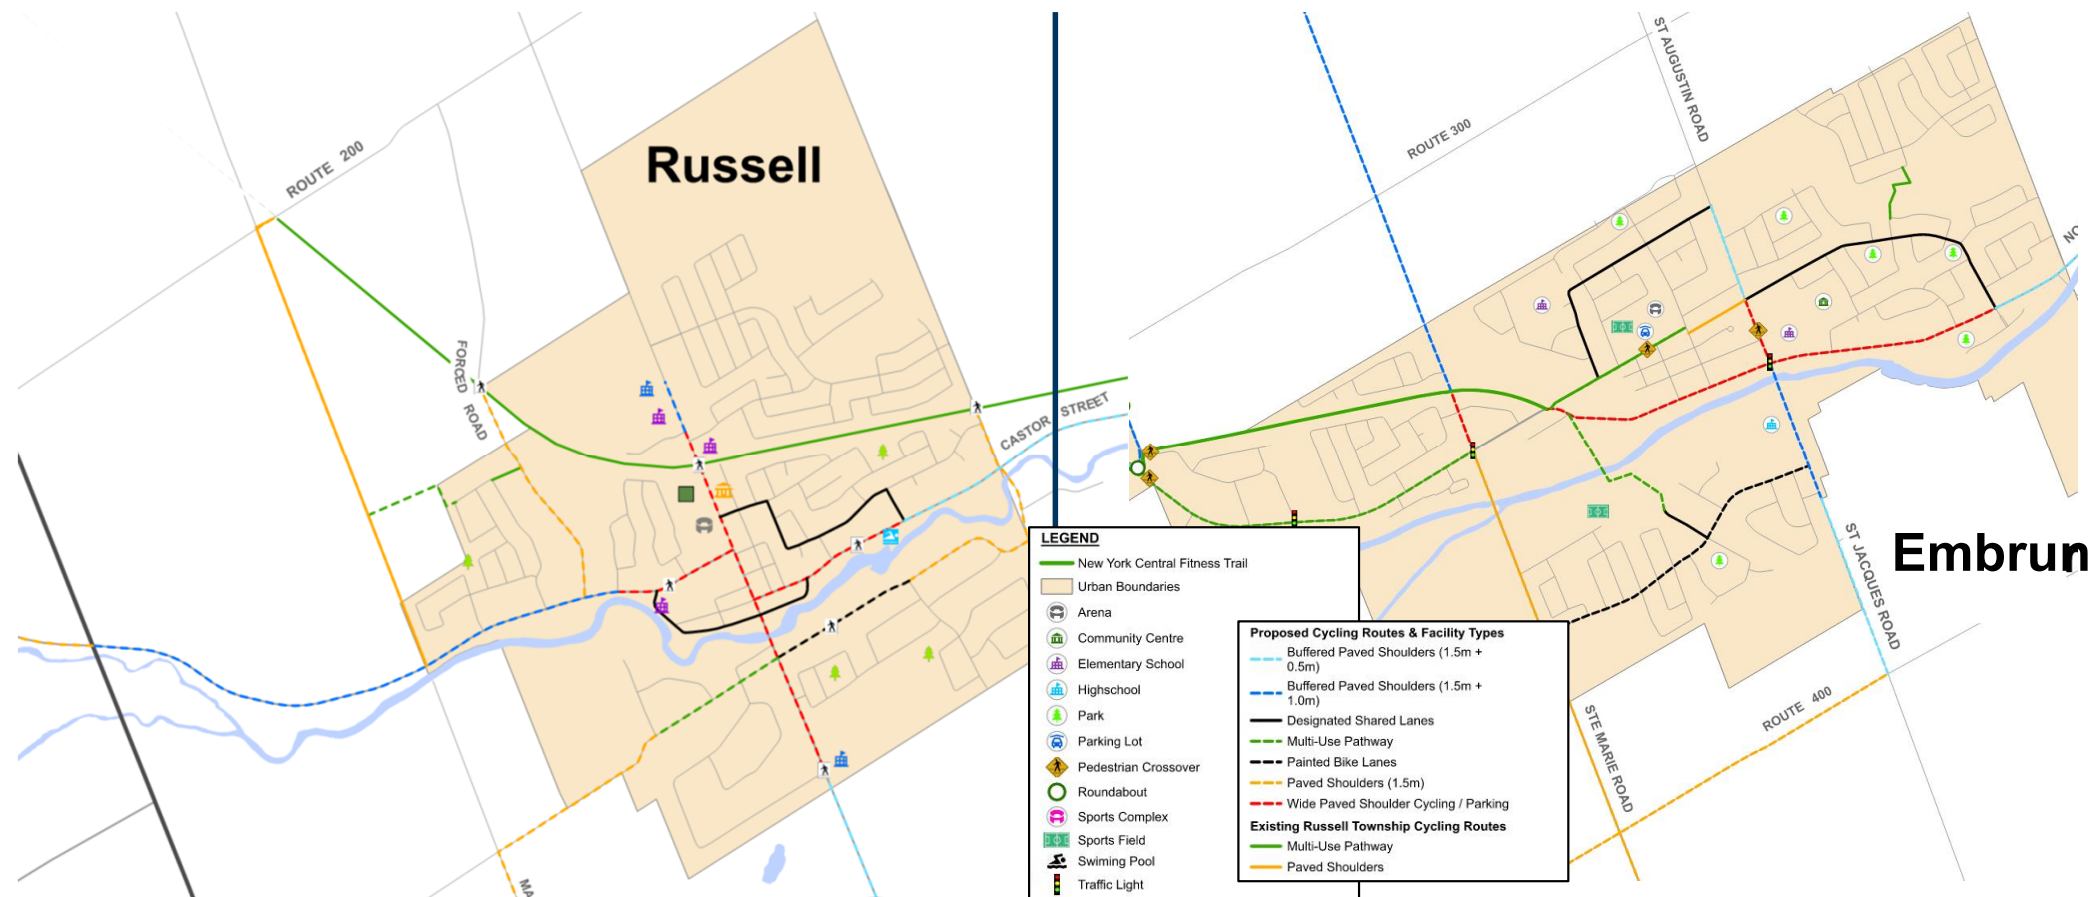 Russell
ROUTE 200
FORCED ROAD
CASTOR STREET
MA
ST AUGUSTIN ROAD
ROUTE 300
NO
Embrun
ST JACQUES ROAD
ROUTE 400
STE MARIE ROAD
LEGEND
New York Central Fitness Trail
Urban Boundaries
Arena
Community Centre
Elementary School
Highschool
Park
Parking Lot
Pedestrian Crossover
Roundabout
Sports Complex
Sports Field
Swiming Pool
Traffic Light
Proposed Cycling Routes & Facility Types
Buffered Paved Shoulders (1.5m +
0.5m)
Buffered Paved Shoulders (1.5m +
1.0m)
Designated Shared Lanes
Multi-Use Pathway
Painted Bike Lanes
Paved Shoulders (1.5m)
Wide Paved Shoulder Cycling / Parking
Existing Russell Township Cycling Routes
Multi-Use Pathway
Paved Shoulders